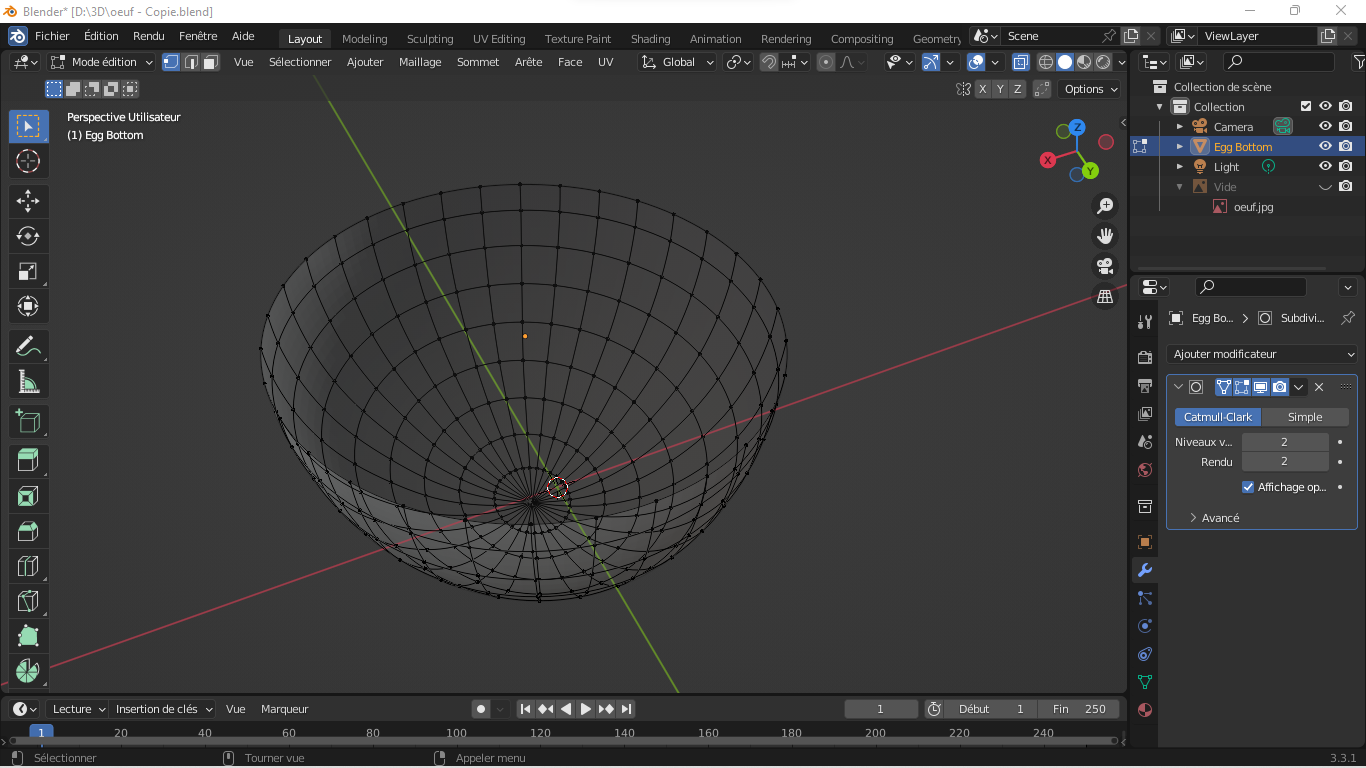 Blender* [D:\3D\oeuf - Copie.blend]
Fichier Édition Rendu Fenêtre Aide Layout Modeling Sculpting UV Editing Texture Paint Shading Animation Rendering Compositing Geometry Scene ViewLayer
Mode édition Vue Sélectionner Ajouter Maillage Sommet Arête Face UV Global
X Y Z Options
Perspective Utilisateur
(1) Egg Bottom
Z
X
Y
Collection de scène
Collection
Camera
Egg Bottom
Light
Vide
oeuf.jpg
Egg Bo... Subdivi...
Ajouter modificateur
Catmull-Clark Simple
Niveaux v... 2
Rendu 2
Affichage op...
Avancé
Lecture Insertion de clés Vue Marqueur 1 Début 1 Fin 250
1 20 40 60 80 100 120 140 160 180 200 220 240
Sélectionner Tourner vue Appeler menu 3.3.1